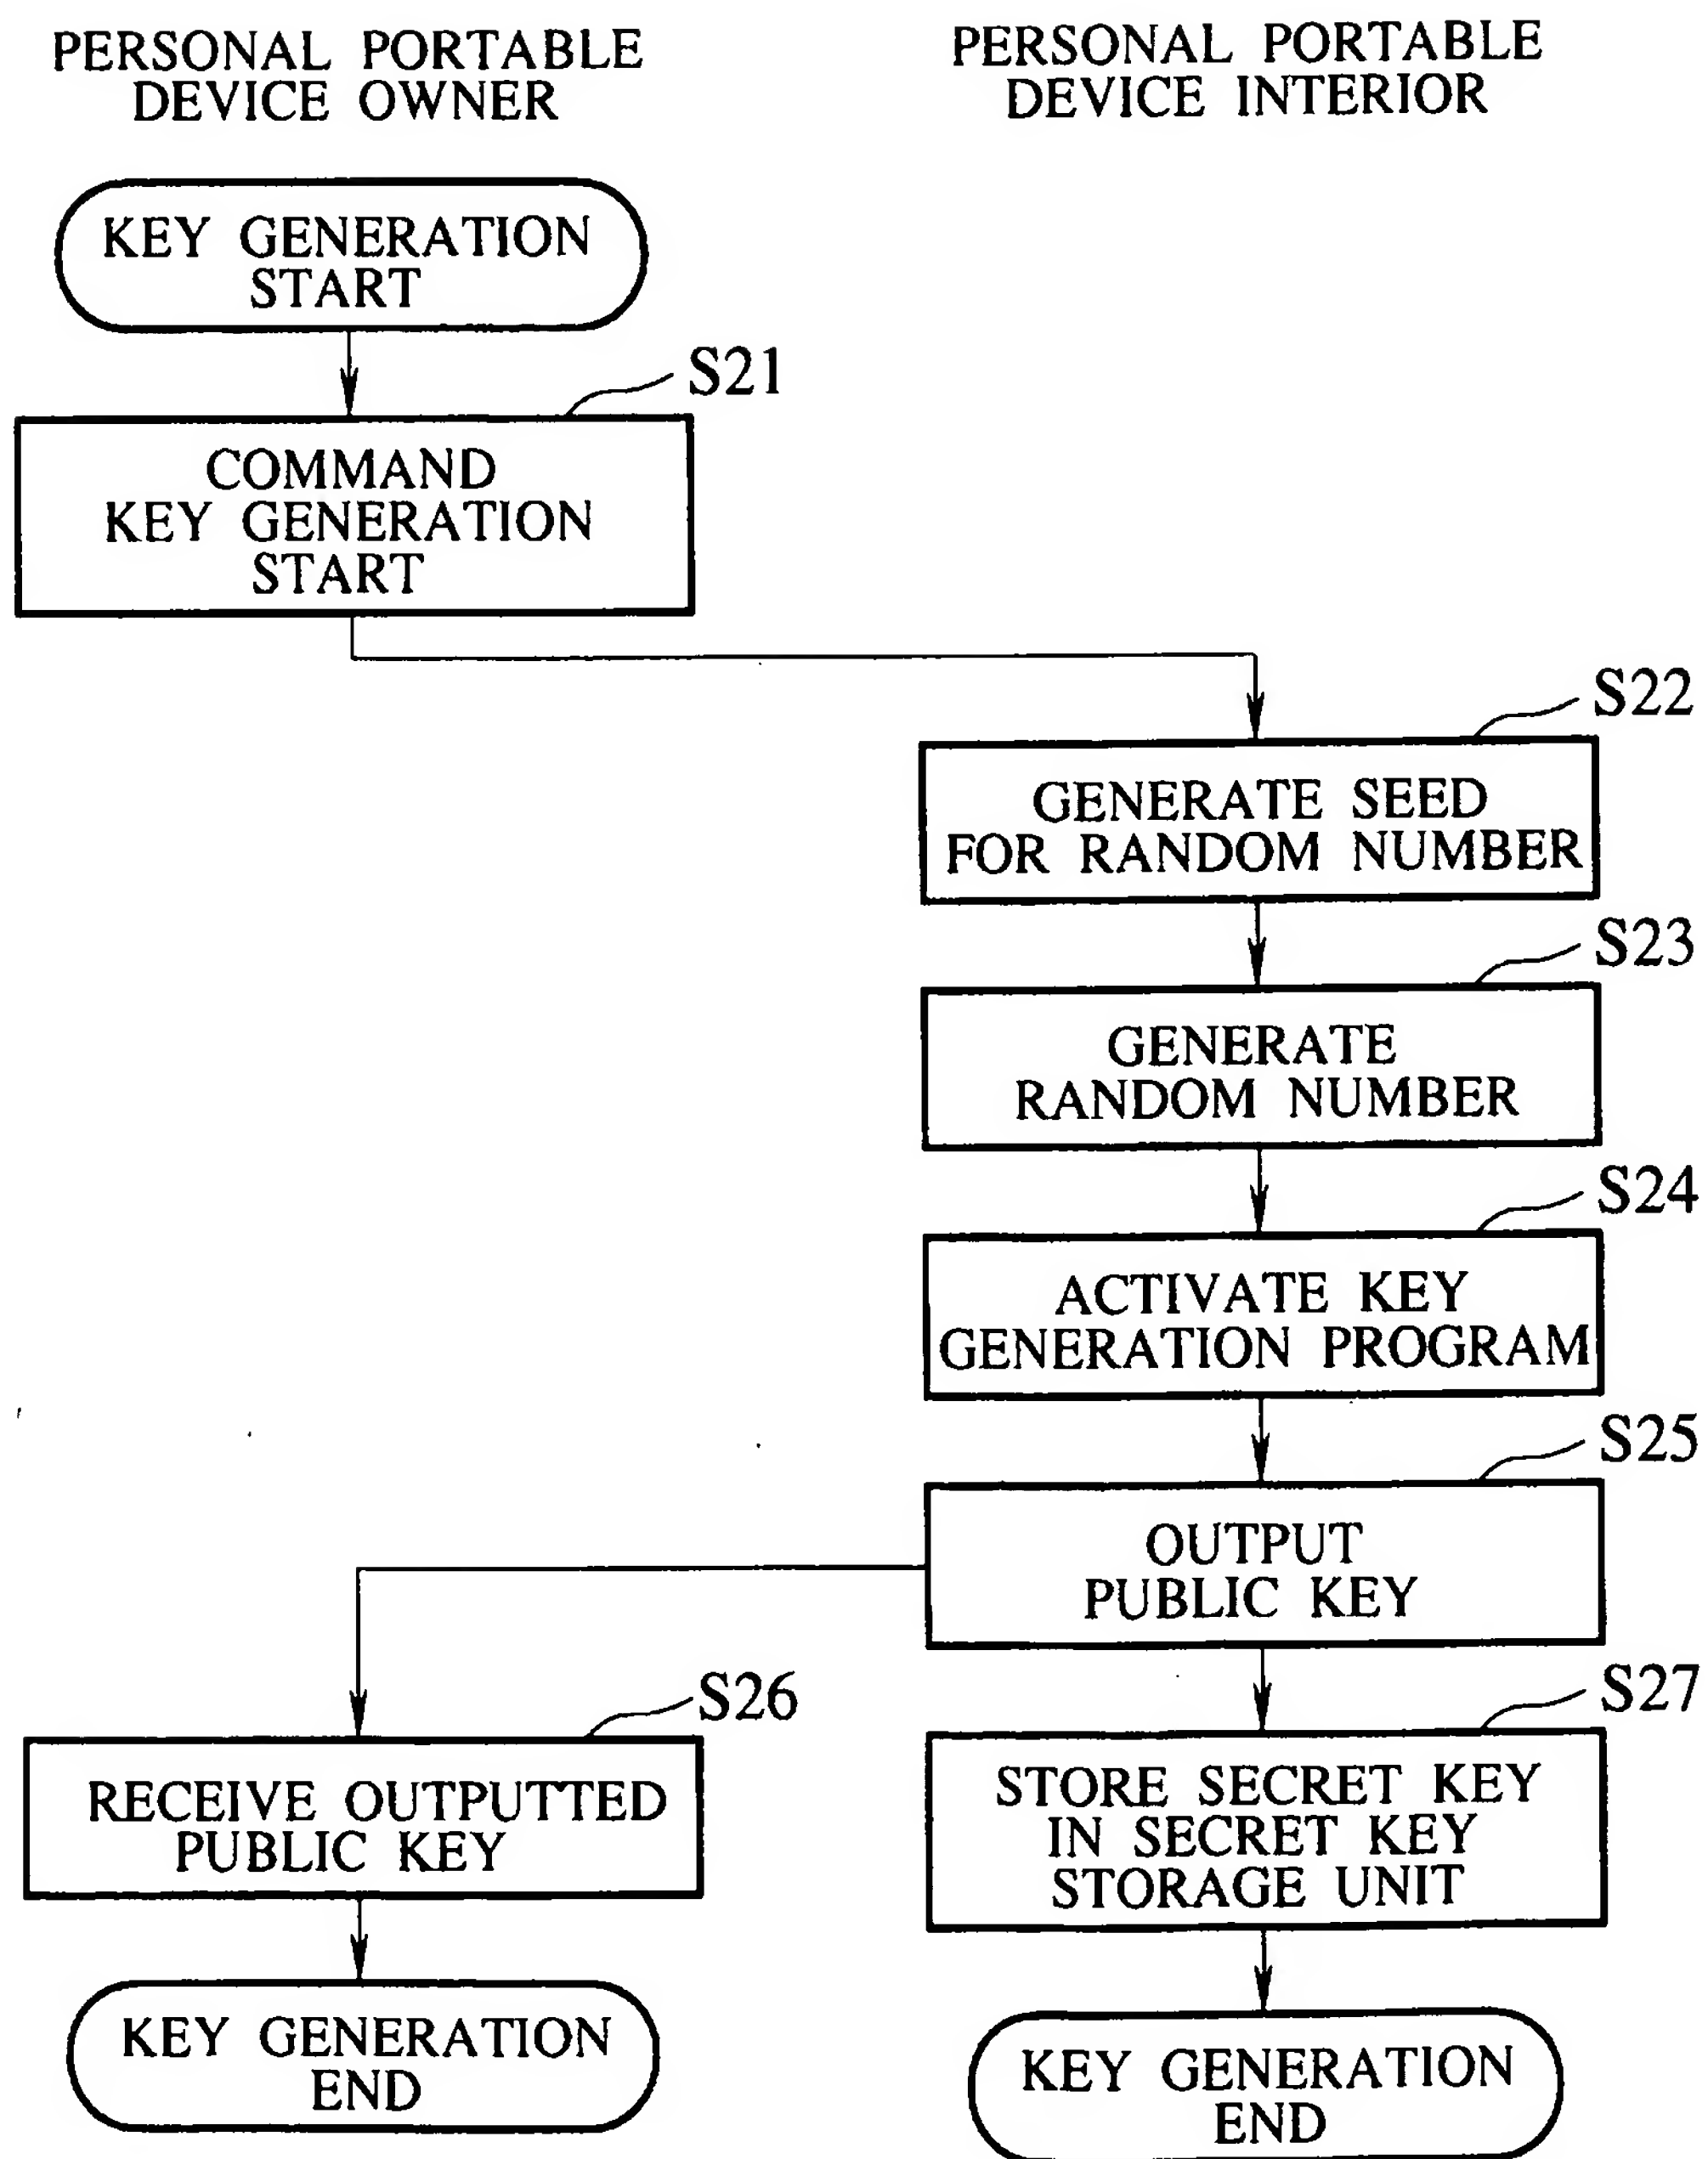 PERSONAL PORTABLE
DEVICE OWNER
PERSONAL PORTABLE
DEVICE INTERIOR
KEY GENERATION
START
S21
COMMAND
KEY GENERATION
START
S22
GENERATE SEED
FOR RANDOM NUMBER
S23
GENERATE
RANDOM NUMBER
S24
ACTIVATE KEY
GENERATION PROGRAM
S25
OUTPUT
PUBLIC KEY
S26
RECEIVE OUTPUTTED
PUBLIC KEY
S27
STORE SECRET KEY
IN SECRET KEY
STORAGE UNIT
KEY GENERATION
END
KEY GENERATION
END